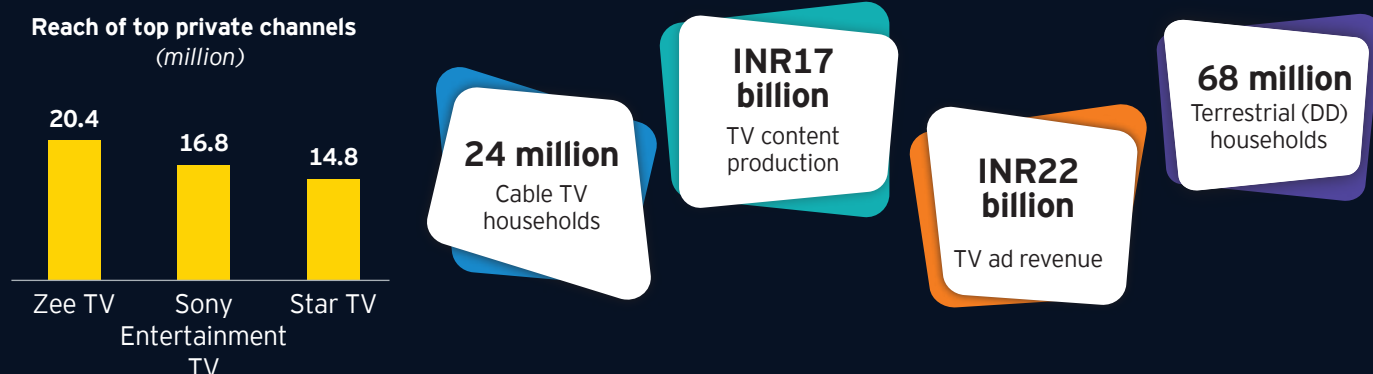 Reach of top private channels
(million)
20.4
16.8
14.8
Zee TV
Sony
Entertainment
TV
Star TV
24 million
Cable TV
households
INR17
billion
TV content
production
INR22
billion
TV ad revenue
68 million
Terrestrial (DD)
households